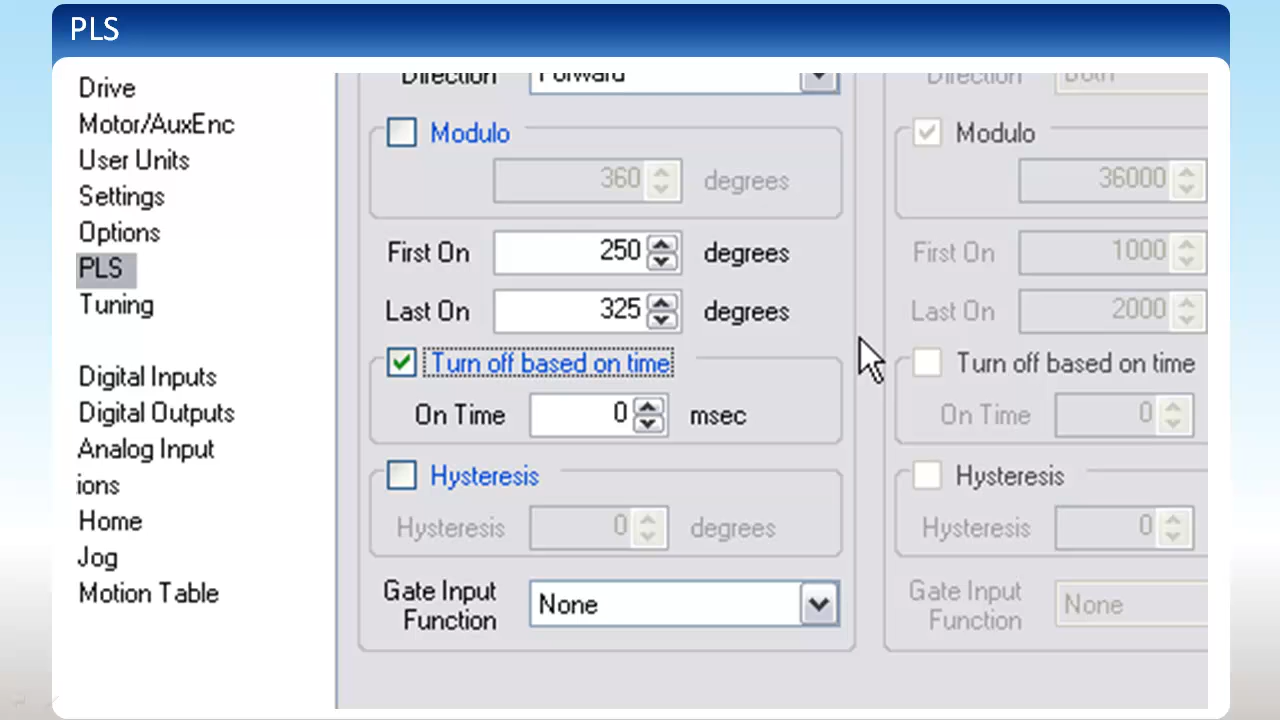 PLS
Drive
Motor/AuxEnc
User Units
Settings
Options
PLS
Tuning
Digital Inputs
Digital Outputs
Analog Input
ions
Home
Jog
Motion Table
Direction Forward
Modulo
360 degrees
First On 250 degrees
Last On 325 degrees
Turn off based on time
On Time 0 msec
Hysteresis
Hysteresis 0 degrees
Gate Input
Function None
Direction Both
Modulo
36000
First On 1000
Last On 2000
Turn off based on time
On Time 0
Hysteresis
Hysteresis 0
Gate Input
Function None